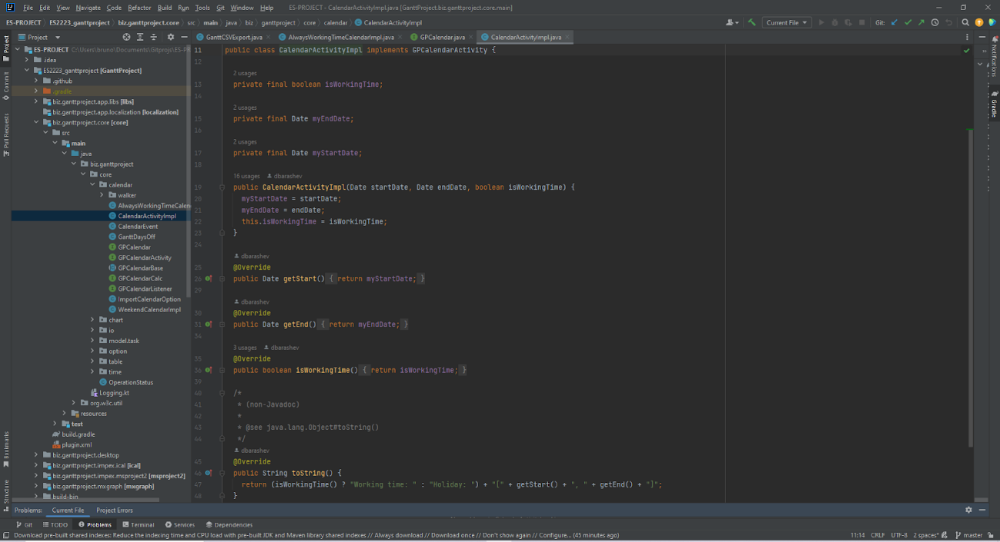 File Edit View Navigate Code Refactor Build Run Tools Git Window Help ES-PROJECT - CalendarActivityImpl.java [GanttProject.biz.ganttproject.core.main]
ES-PROJECT ES2223_ganttproject biz.ganttproject.core src main java biz ganttproject core calendar CalendarActivityImpl Current File Git:
Project GanttCSVExport.java AlwaysWorkingTimeCalendarImpl.java GPCalendar.java CalendarActivityImpl.java
Project
Commit
Pull Requests
Bookmarks
Structure
Notifications
Gradle
ES-PROJECT C:\Users\bruno\Documents\Gitprojs\ES-PR
.idea
ES2223_ganttproject [GanttProject]
.github
.gradle
biz.ganttproject.app.libs [libs]
biz.ganttproject.app.localization [localization]
biz.ganttproject.core [core]
src
main
java
biz.ganttproject
core
calendar
walker
AlwaysWorkingTimeCalen
CalendarActivityImpl
CalendarEvent
GanttDaysOff
GPCalendar
GPCalendarActivity
GPCalendarBase
GPCalendarCalc
GPCalendarListener
ImportCalendarOption
WeekendCalendarImpl
chart
io
model.task
option
table
time
OperationStatus
Logging.kt
org.w3c.util
resources
test
build.gradle
plugin.xml
biz.ganttproject.desktop
biz.ganttproject.impex.ical [ical]
biz.ganttproject.impex.msproject2 [msproject2]
biz.ganttproject.mxgraph [mxgraph]
build-bin
11 public class CalendarActivityImpl implements GPCalendarActivity {
12
2 usages
13 private final boolean isWorkingTime;
14
2 usages
15 private final Date myEndDate;
16
2 usages
17 private final Date myStartDate;
18
16 usages dbarashev
19 public CalendarActivityImpl(Date startDate, Date endDate, boolean isWorkingTime) {
20 myStartDate = startDate;
21 myEndDate = endDate;
22 this.isWorkingTime = isWorkingTime;
23 }
24
dbarashev
25 @Override
26 public Date getStart() { return myStartDate; }
29
dbarashev
30 @Override
31 public Date getEnd() { return myEndDate; }
34
3 usages dbarashev
35 @Override
36 public boolean isWorkingTime() { return isWorkingTime; }
39
40 /*
41 * (non-Javadoc)
42 *
43 * @see java.lang.Object#toString()
44 */
dbarashev
45 @Override
46 public String toString() {
47 return (isWorkingTime() ? "Working time: " : "Holiday: ") + "[" + getStart() + ", " + getEnd() + "]";
48 }
Problems: Current File Project Errors
Git TODO Problems Terminal Services Dependencies
Download pre-built shared indexes: Reduce the indexing time and CPU load with pre-built JDK and Maven library shared indexes // Always download // Download once // Don't show again // Configure... (45 minutes ago) 11:14 CRLF UTF-8 2 spaces* master